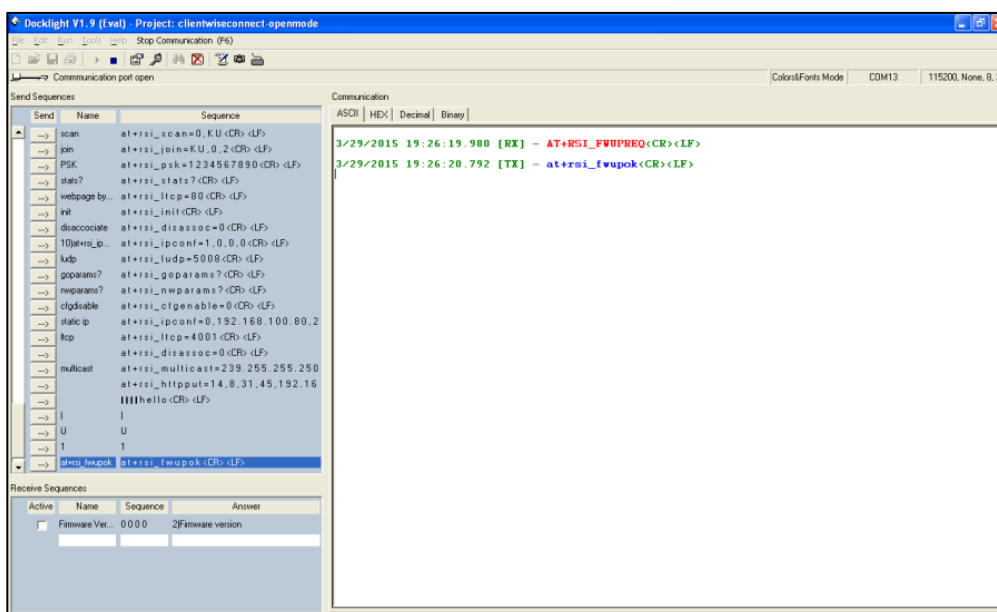 Docklight V1.9 (Eval) - Project: clientwiseconnect-openmode
File Edit Run Tools Help Stop Communication (F6)
Commmunication port open Colors&Fonts Mode COM13 115200, None, 8,
Send Sequences
Send Name Sequence
---> scan at+rsi_scan=0,KU<CR><LF>
---> join at+rsi_join=KU,0,2<CR><LF>
---> PSK at+rsi_psk=1234567890<CR><LF>
---> stats? at+rsi_stats?<CR><LF>
---> webpage by... at+rsi_ltcp=80<CR><LF>
---> init at+rsi_init<CR><LF>
---> disaccociate at+rsi_disassoc=0<CR><LF>
---> 10)at+rsi_ip... at+rsi_ipconf=1,0,0,0<CR><LF>
---> ludp at+rsi_ludp=5008<CR><LF>
---> goparams? at+rsi_goparams?<CR><LF>
---> nwparams? at+rsi_nwparams?<CR><LF>
---> cfgdisable at+rsi_cfgenable=0<CR><LF>
---> static ip at+rsi_ipconf=0,192.168.100.80,2
---> ltcp at+rsi_ltcp=4001<CR><LF>
---> at+rsi_disassoc=0<CR><LF>
---> multicast at+rsi_multicast=239.255.255.250
---> at+rsi_httpput=14,8,31,45,192.16
---> ||||hello<CR><LF>
---> | |
---> U U
---> 1 1
---> at+rsi_fwupok at+rsi_fwupok<CR><LF>
Receive Sequences
Active Name Sequence Answer
Firmware Ver... 0000 2)Firmware version
Communication
ASCII HEX Decimal Binary
3/29/2015 19:26:19.980 [RX] - AT+RSI_FWUPREQ<CR><LF>
3/29/2015 19:26:20.792 [TX] - at+rsi_fwupok<CR><LF>